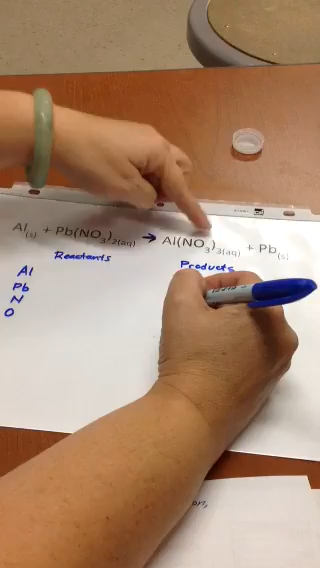 Al(s) + Pb(NO3)2(aq) → Al(NO3)3(aq) + Pb(s)
Reactants Products
Al
Pb
N
O